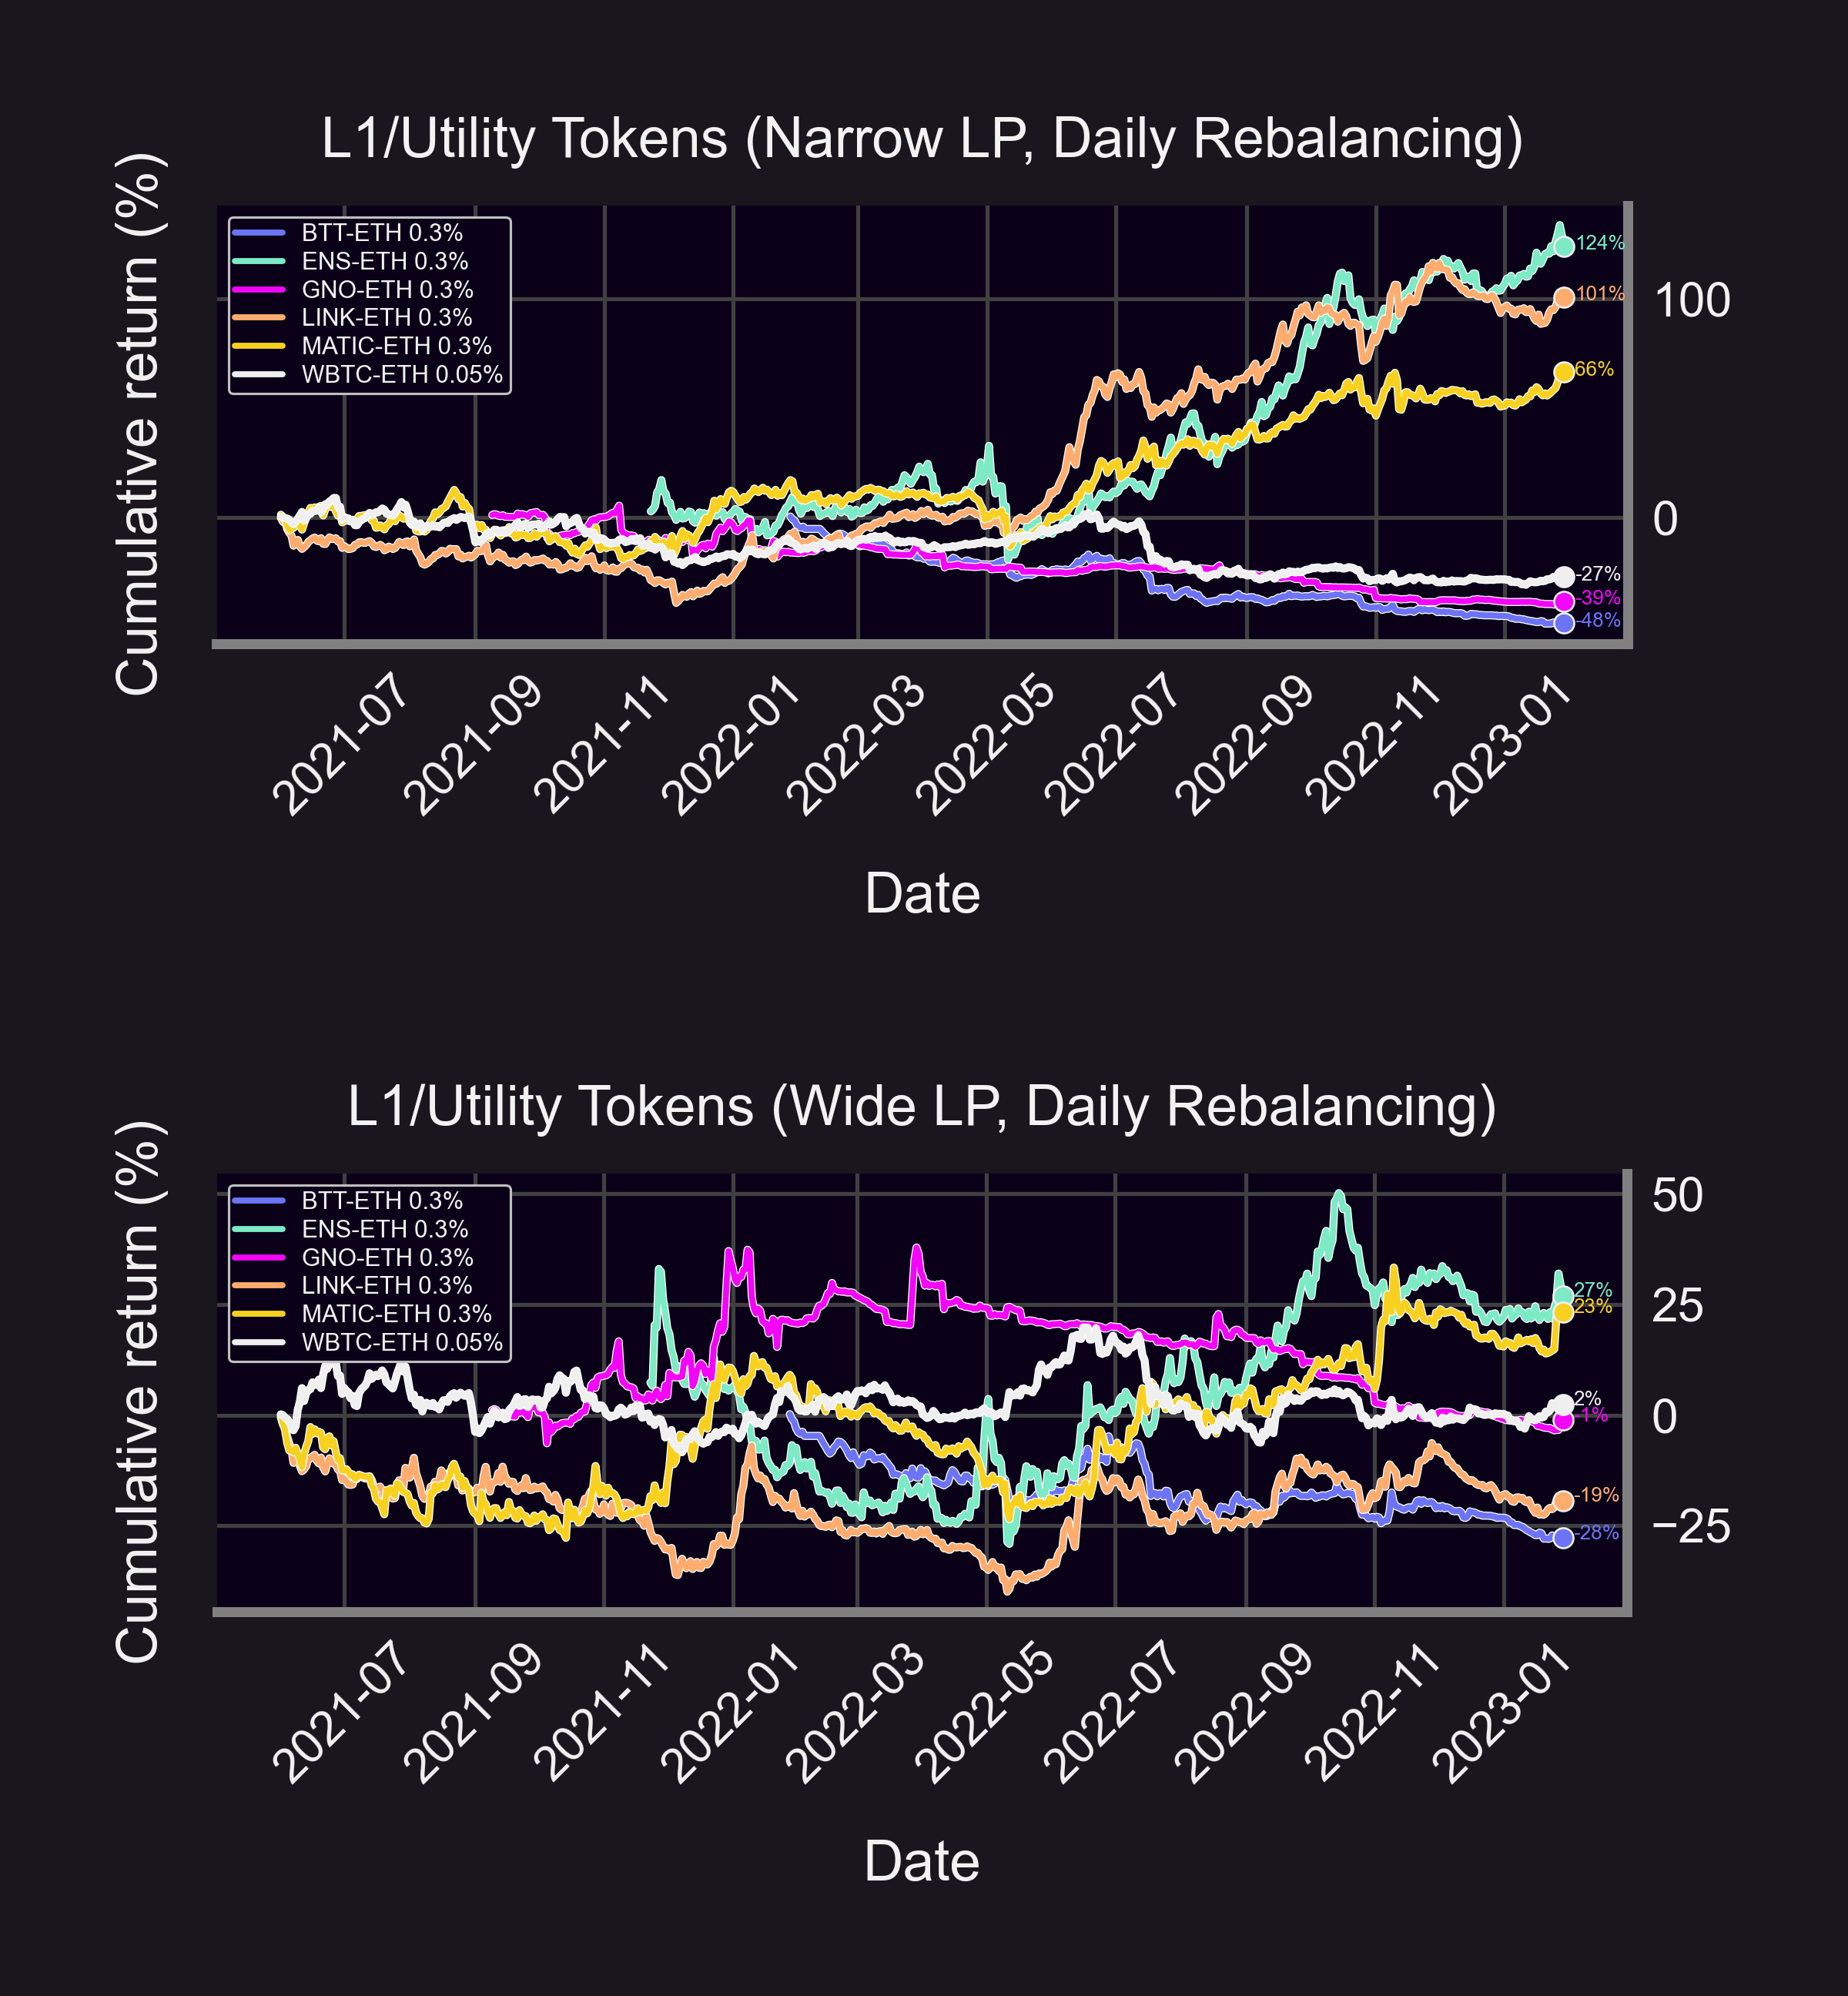 L1/Utility Tokens (Narrow LP, Daily Rebalancing)
Cumulative return (%)
BTT-ETH 0.3%
ENS-ETH 0.3%
GNO-ETH 0.3%
LINK-ETH 0.3%
MATIC-ETH 0.3%
WBTC-ETH 0.05%
124%
101%
66%
-27%
-39%
-48%
100
0
2021-07
2021-09
2021-11
2022-01
2022-03
2022-05
2022-07
2022-09
2022-11
2023-01
Date
L1/Utility Tokens (Wide LP, Daily Rebalancing)
Cumulative return (%)
BTT-ETH 0.3%
ENS-ETH 0.3%
GNO-ETH 0.3%
LINK-ETH 0.3%
MATIC-ETH 0.3%
WBTC-ETH 0.05%
27%
23%
2%
-1%
-19%
-28%
50
25
0
−25
2021-07
2021-09
2021-11
2022-01
2022-03
2022-05
2022-07
2022-09
2022-11
2023-01
Date